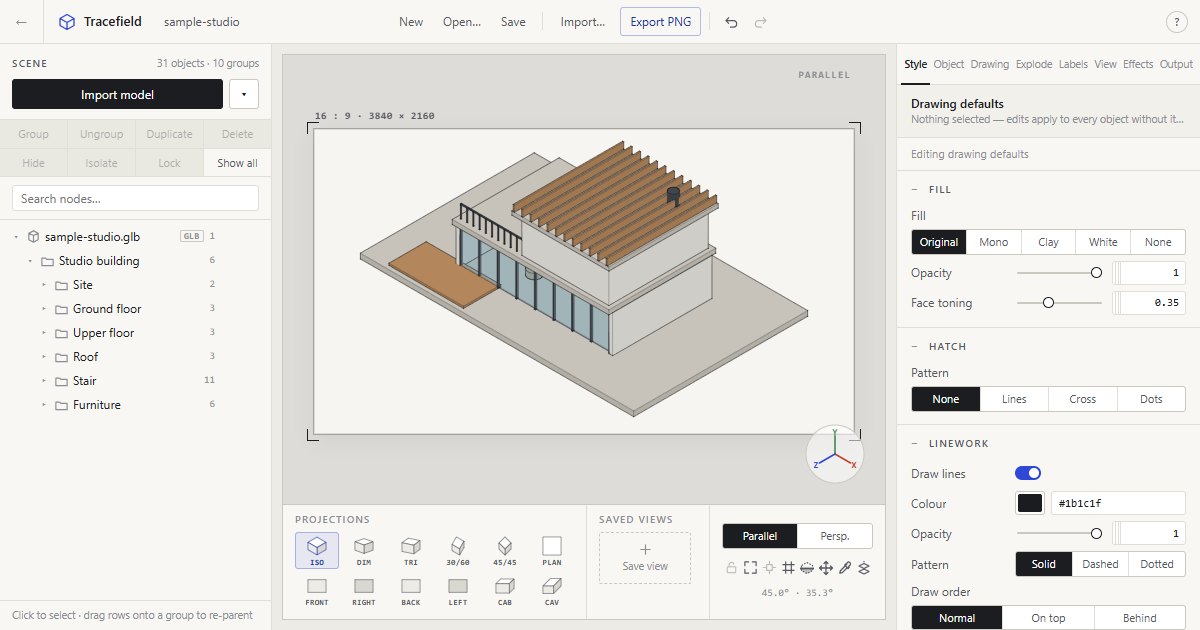 ← Tracefield sample-studio New Open... Save Import... Export PNG ?
SCENE 31 objects · 10 groups
Import model
Group Ungroup Duplicate Delete
Hide Isolate Lock Show all
Search nodes...
sample-studio.glb GLB 1
Studio building 6
Site 2
Ground floor 3
Upper floor 3
Roof 3
Stair 11
Furniture 6
Click to select · drag rows onto a group to re-parent
PARALLEL
16 : 9 · 3840 × 2160
Y
Z X
PROJECTIONS
ISO DIM TRI 30/60 45/45 PLAN
FRONT RIGHT BACK LEFT CAB CAV
SAVED VIEWS
+
Save view
Parallel Persp.
45.0° · 35.3°
Style Object Drawing Explode Labels View Effects Output
Drawing defaults
Nothing selected — edits apply to every object without it...
Editing drawing defaults
− FILL
Fill
Original Mono Clay White None
Opacity 1
Face toning 0.35
− HATCH
Pattern
None Lines Cross Dots
− LINEWORK
Draw lines
Colour #1b1c1f
Opacity 1
Pattern Solid Dashed Dotted
Draw order
Normal On top Behind